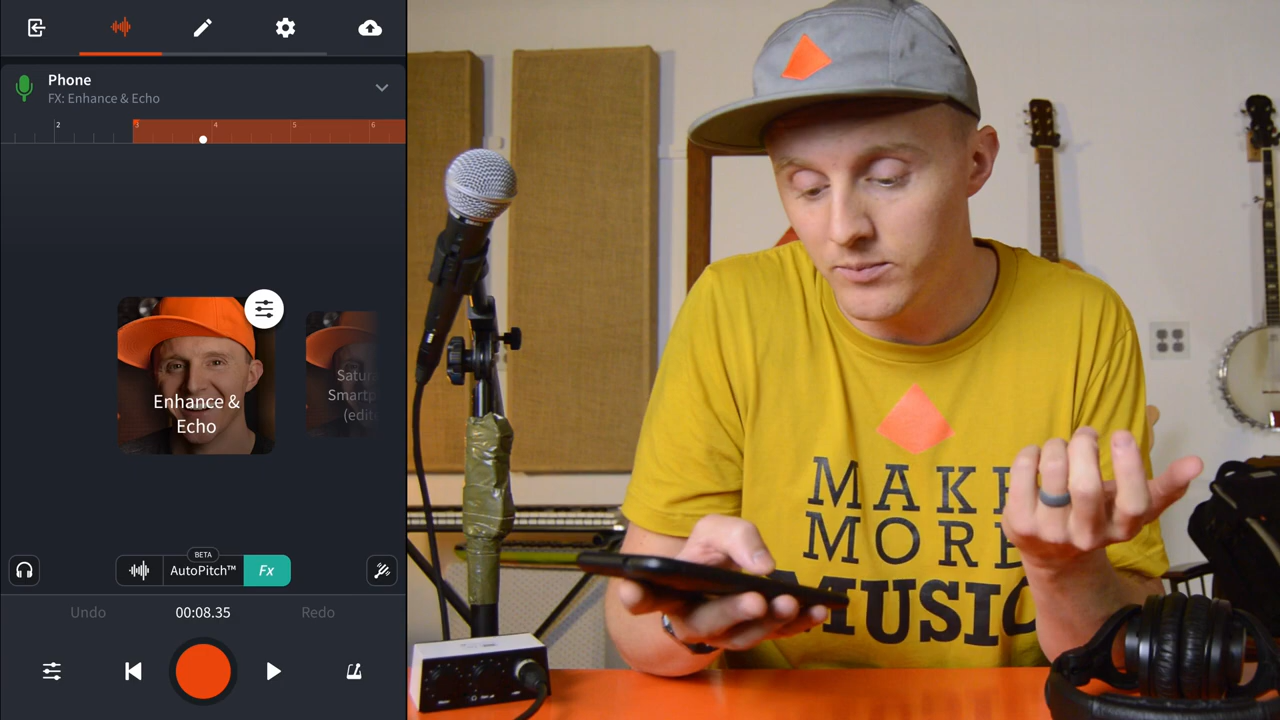 Phone
FX: Enhance & Echo
2
3
4
5
6
Enhance &
Echo
BETA
AutoPitch™
Fx
Undo
00:08.35
Redo
MAKE
MORE
MUSIC